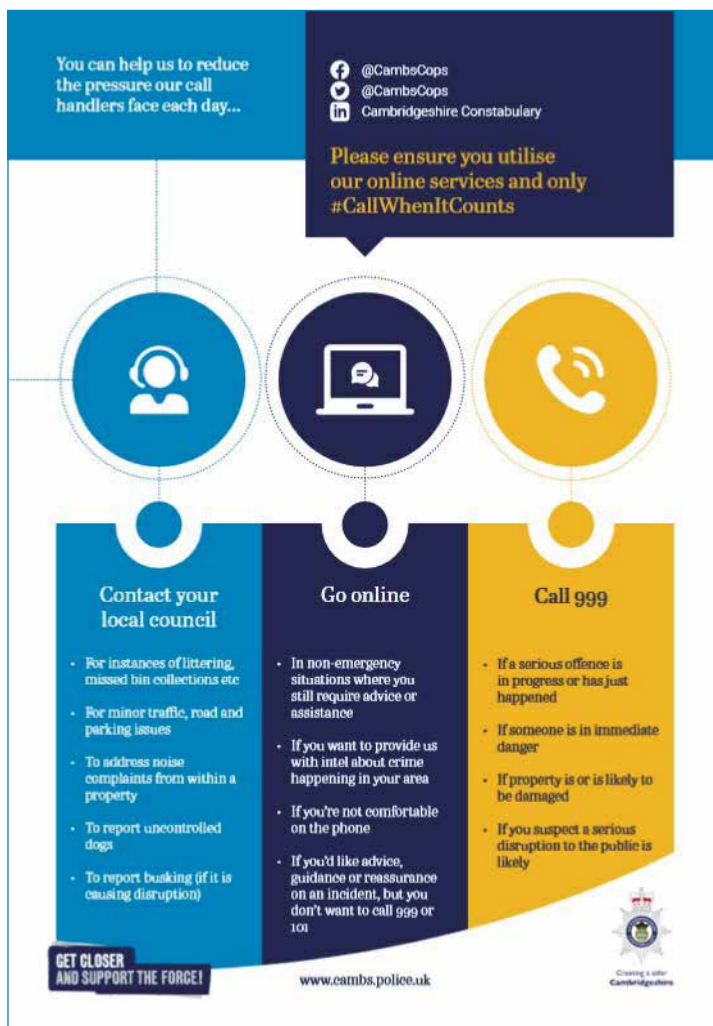 You can help us to reduce
the pressure our call
handlers face each day...
@CambsCops
@CambsCops
in Cambridgeshire Constabulary
Please ensure you utilise
our online services and only
#CallWhenItCounts
Contact your
local council
• For instances of littering,
missed bin collections etc
• For minor traffic, road and
parking issues
• To address noise
complaints from within a
property
• To report uncontrolled
dogs
• To report busking (if it is
causing disruption)
Go online
• In non-emergency
situations where you
still require advice or
assistance
• If you want to provide us
with intel about crime
happening in your area
• If you're not comfortable
on the phone
• If you'd like advice,
guidance or reassurance
on an incident, but you
don't want to call 999 or
101
Call 999
• If a serious offence is
in progress or has just
happened
• If someone is in immediate
danger
• If property is or is likely to
be damaged
• If you suspect a serious
disruption to the public is
likely
GET CLOSER
AND SUPPORT THE FORCE!
www.cambs.police.uk
Creating a safer
Cambridgeshire